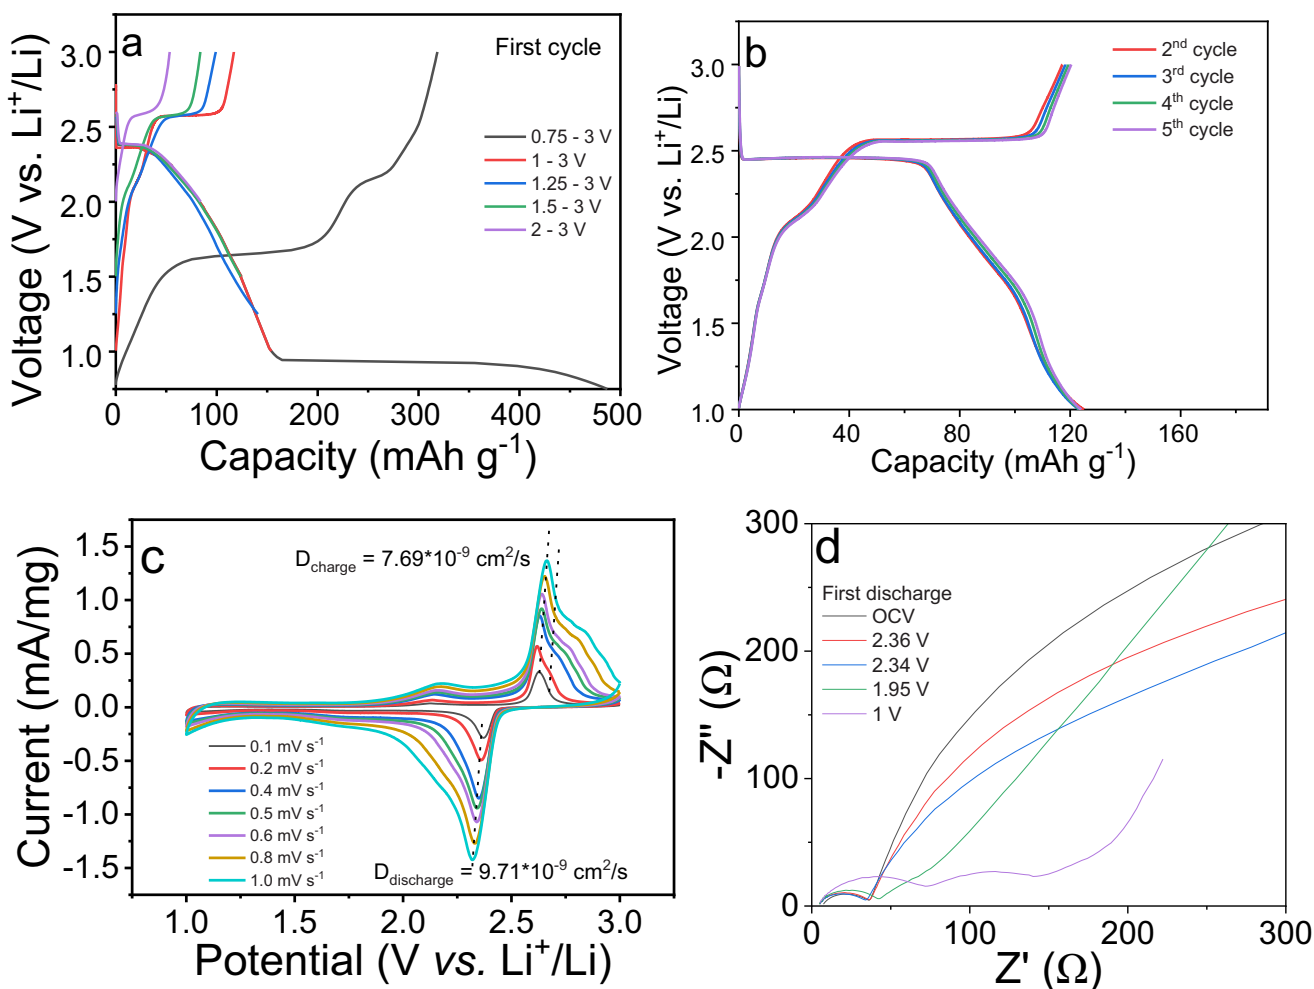 a
First cycle
0.75 - 3 V
1 - 3 V
1.25 - 3 V
1.5 - 3 V
2 - 3 V
3.0
2.5
2.0
1.5
1.0
Voltage (V vs. Li⁺/Li)
0 100 200 300 400 500
Capacity (mAh g⁻¹)
b
2ⁿᵈ cycle
3ʳᵈ cycle
4ᵗʰ cycle
5ᵗʰ cycle
3.0
2.5
2.0
1.5
1.0
Voltage (V vs. Li⁺/Li)
0 40 80 120 160
Capacity (mAh g⁻¹)
c
D_charge = 7.69*10⁻⁹ cm²/s
D_discharge = 9.71*10⁻⁹ cm²/s
0.1 mV s⁻¹
0.2 mV s⁻¹
0.4 mV s⁻¹
0.5 mV s⁻¹
0.6 mV s⁻¹
0.8 mV s⁻¹
1.0 mV s⁻¹
1.5
1.0
0.5
0.0
-0.5
-1.0
-1.5
Current (mA/mg)
1.0 1.5 2.0 2.5 3.0
Potential (V vs. Li⁺/Li)
d
First discharge
OCV
2.36 V
2.34 V
1.95 V
1 V
300
200
100
0
-Z" (Ω)
0 100 200 300
Z' (Ω)